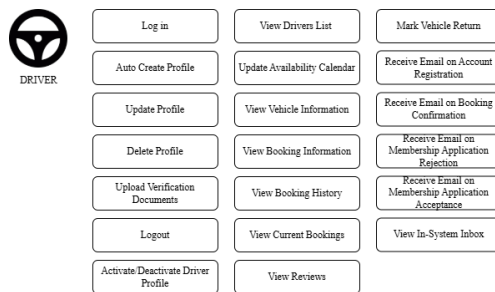 DRIVER
Log in
Auto Create Profile
Update Profile
Delete Profile
Upload Verification
Documents
Logout
Activate/Deactivate Driver
Profile
View Drivers List
Update Availability Calendar
View Vehicle Information
View Booking Information
View Booking History
View Current Bookings
View Reviews
Mark Vehicle Return
Receive Email on Account
Registration
Receive Email on Booking
Confirmation
Receive Email on
Membership Application
Rejection
Receive Email on
Membership Application
Acceptance
View In-System Inbox